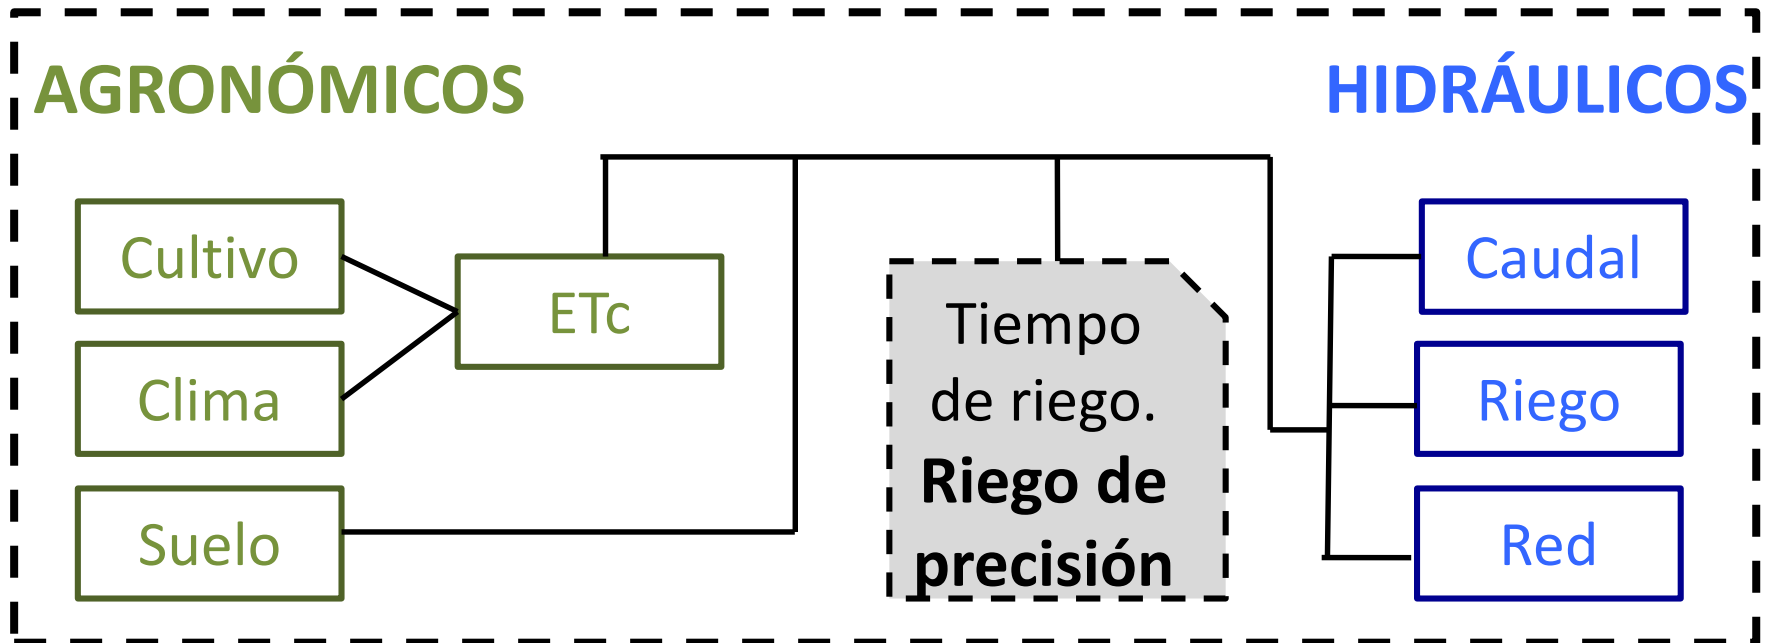 AGRONÓMICOS
HIDRÁULICOS
Cultivo
Clima
Suelo
ETc
Tiempo
de riego.
Riego de
precisión
Caudal
Riego
Red